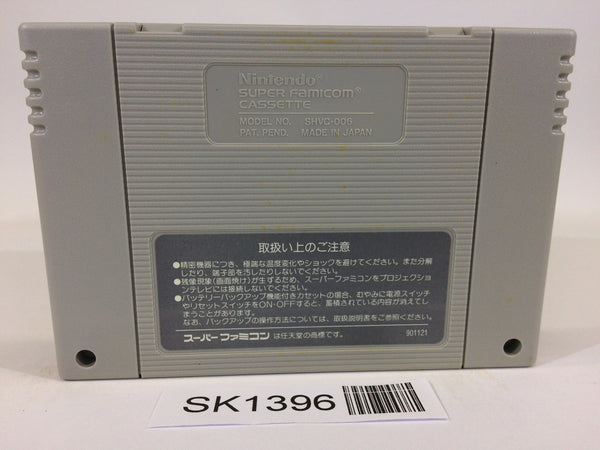 Nintendo®
SUPER FAMICOM®
CASSETTE
MODEL NO. SHVC-006
PAT. PEND. MADE IN JAPAN
取扱い上のご注意
●精密機器につき、極端な温度変化やショックを避けてください。また分解
したり、端子部を汚したりしないでください。
●残像現象(画面焼け)が生ずるため、スーパーファミコンをプロジェクショ
ンテレビには接続しないでください。
●バッテリーバックアップ機能付きカセットの場合、むやみに電源スイッチ
やリセットスイッチをON・OFFすると、蓄積されている内容が消えてし
まうことがあります。
なお、バックアップの操作方法については、取扱説明書をご参照ください。
スーパーファミコン は任天堂の商標です。 901121
SK1396